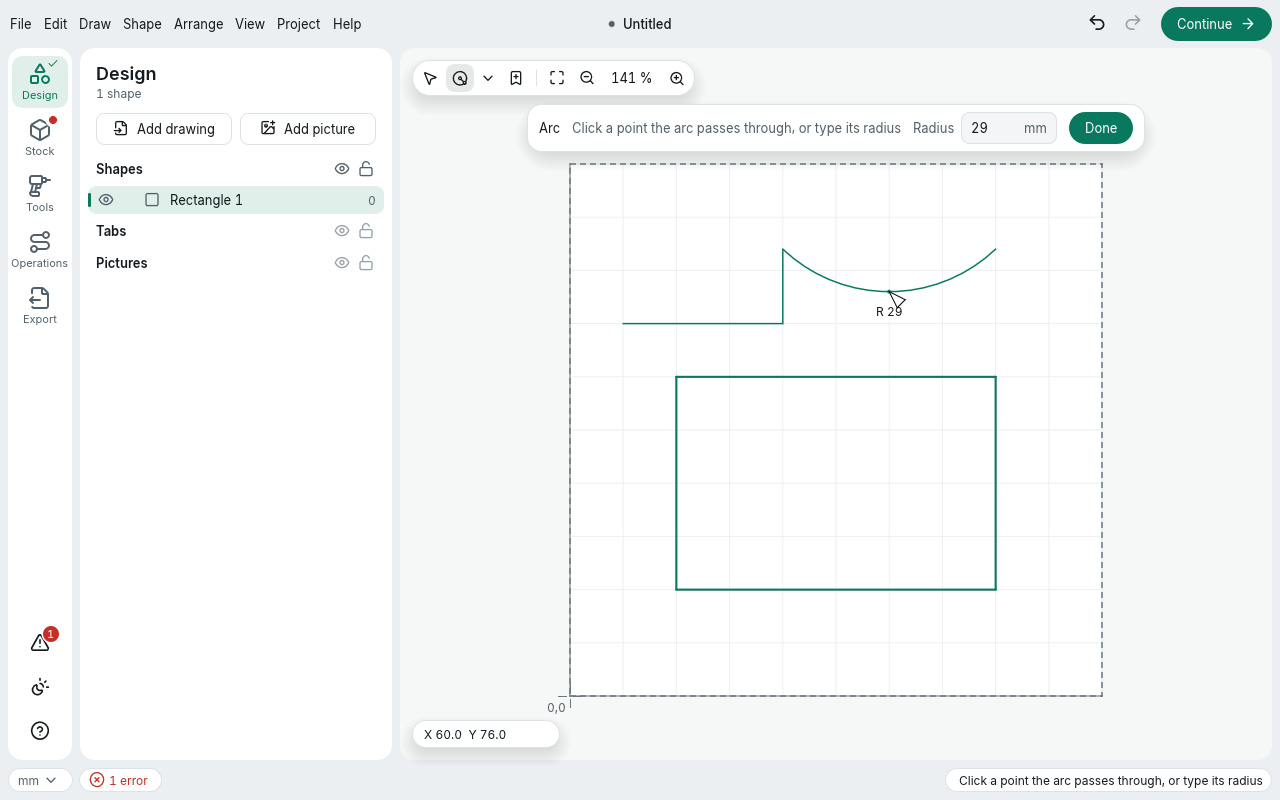 File Edit Draw Shape Arrange View Project Help
Untitled
Continue
Design
Stock
Tools
Operations
Export
1
Design
1 shape
Add drawing
Add picture
Shapes
Rectangle 1 0
Tabs
Pictures
141 %
Arc Click a point the arc passes through, or type its radius Radius 29 mm Done
R 29
0,0
X 60.0 Y 76.0
mm
1 error
Click a point the arc passes through, or type its radius